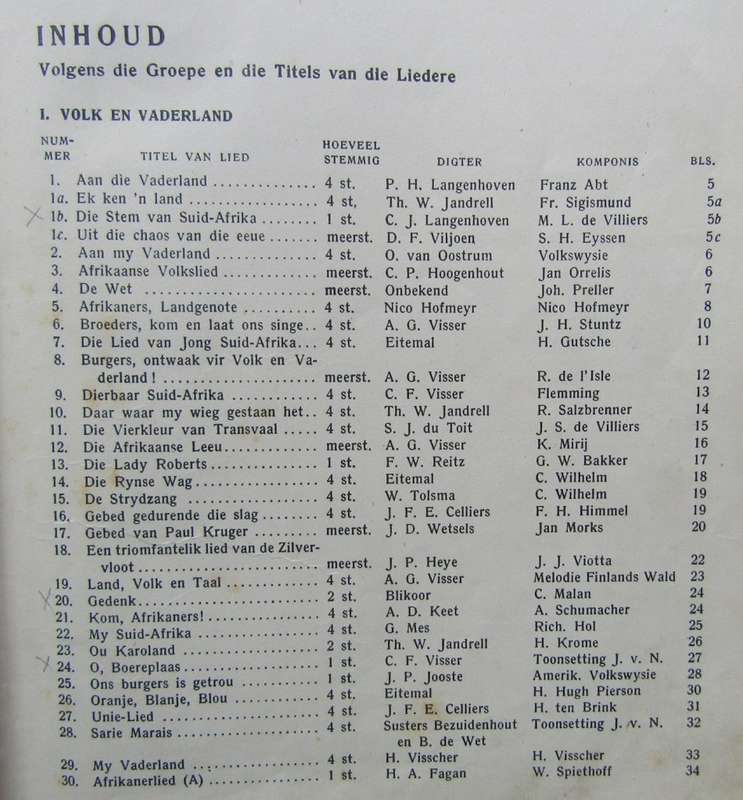 INHOUD
Volgens die Groepe en die Titels van die Liedere
I. VOLK EN VADERLAND
NUM- HOEVEEL
MER TITEL VAN LIED STEMMIG DIGTER KOMPONIS BLS.
1. Aan die Vaderland .............. 4 st. P. H. Langenhoven Franz Abt 5
1a. Ek ken 'n land ................. 4 st, Th. W. Jandrell Fr. Sigismund 5a
1b. Die Stem van Suid-Afrika ........ 1 st. C. J. Langenhoven M. L. de Villiers 5b
1c. Uit die chaos van die eeue ....... meerst. D. F. Viljoen S. H. Eyssen 5c
2. Aan my Vaderland .............. 4 st. O. van Oostrum Volkswysie 6
3. Afrikaanse Volkslied ............. meerst. C. P. Hoogenhout Jan Orrelis 6
4. De Wet ....................... meerst. Onbekend Joh. Preller 7
5. Afrikaners, Landgenote .......... 4 st. Nico Hofmeyr Nico Hofmeyr 8
6. Broeders, kom en laat ons singe.. 4 st. A. G. Visser J. H. Stuntz 10
7. Die Lied van Jong Suid-Afrika... 4 st. Eitemal H. Gutsche 11
8. Burgers, ontwaak vir Volk en Va-
derland ! .................... meerst. A. G. Visser R. de l'Isle 12
9. Dierbaar Suid-Afrika ............ 4 st. C. F. Visser Flemming 13
10. Daar waar my wieg gestaan het.. 4 st. Th. W. Jandrell R. Salzbrenner 14
11. Die Vierkleur van Transvaal ..... 4 st. S. J. du Toit J. S. de Villiers 15
12. Die Afrikaanse Leeu............. meerst. A. G. Visser K. Mirij 16
13. Die Lady Roberts............... 1 st. F. W. Reitz G. W. Bakker 17
14. Die Rynse Wag................. 4 st. Eitemal C. Wilhelm 18
15. De Strydzang .................. 4 st. W. Tolsma C. Wilhelm 19
16. Gebed gedurende die slag ........ 4 st. J. F. E. Celliers F. H. Himmel 19
17. Gebed van Paul Kruger ......... meerst. J. D. Wetsels Jan Morks 20
18. Een triomfantelik lied van de Zilver-
vloot ........................ meerst. J. P. Heye J. J. Viotta 22
19. Land, Volk en Taal ............. 4 st. A. G. Visser Melodie Finlands Wald 23
20. Gedenk........................ 2 st. Blikoor C. Malan 24
21. Kom, Afrikaners! ............... 4 st. A. D. Keet A. Schumacher 24
22. My Suid-Afrika ................ 4 st. G. Mes Rich. Hol 25
23. Ou Karoland .................. 2 st. Th. W. Jandrell H. Krome 26
24. O, Boereplaas.................. 1 st. C. F. Visser Toonsetting J. v. N. 27
25. Ons burgers is getrou ........... 1 st. J. P. Jooste Amerik. Volkswysie 28
26. Oranje, Blanje, Blou ............ 4 st. Eitemal H. Hugh Pierson 30
27. Unie-Lied ..................... 4 st. J. F. E. Celliers H. ten Brink 31
28. Sarie Marais ................... 4 st. Susters Bezuidenhout Toonsetting J. v. N. 32
en B. de Wet
29. My Vaderland .................. 4 st. H. Visscher H. Visscher 33
30. Afrikanerlied (A) ............... 1 st. H. A. Fagan W. Spiethoff 34